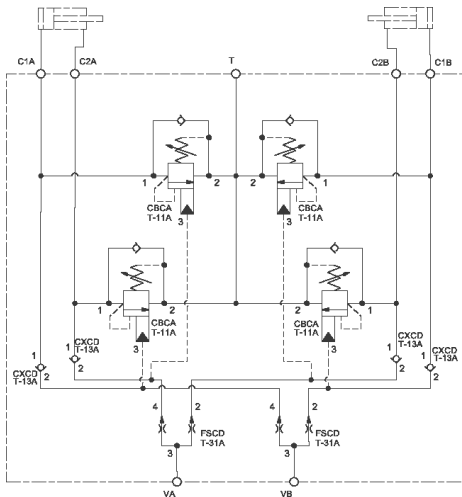 C1A C2A T C2B C1B
1 2 2 1
CBCA
T-11A
3
3
CBCA
T-11A
1 2 2 1
CBCA
T-11A
3
CBCA
T-11A
3
1
CXCD
T-13A
2
1
CXCD
T-13A
2
1
CXCD
T-13A
2
1
CXCD
T-13A
2
4 2 4 2
FSCD
T-31A
3
FSCD
T-31A
3
VA VB